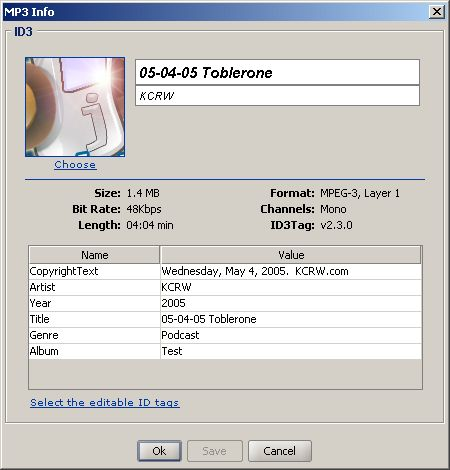 MP3 Info
ID3
05-04-05 Toblerone
KCRW
j
Choose
Size: 1.4 MB Format: MPEG-3, Layer 1
Bit Rate: 48Kbps Channels: Mono
Length: 04:04 min ID3Tag: v2.3.0
Name Value
CopyrightText Wednesday, May 4, 2005.  KCRW.com
Artist KCRW
Year 2005
Title 05-04-05 Toblerone
Genre Podcast
Album Test
Select the editable ID tags
Ok Save Cancel